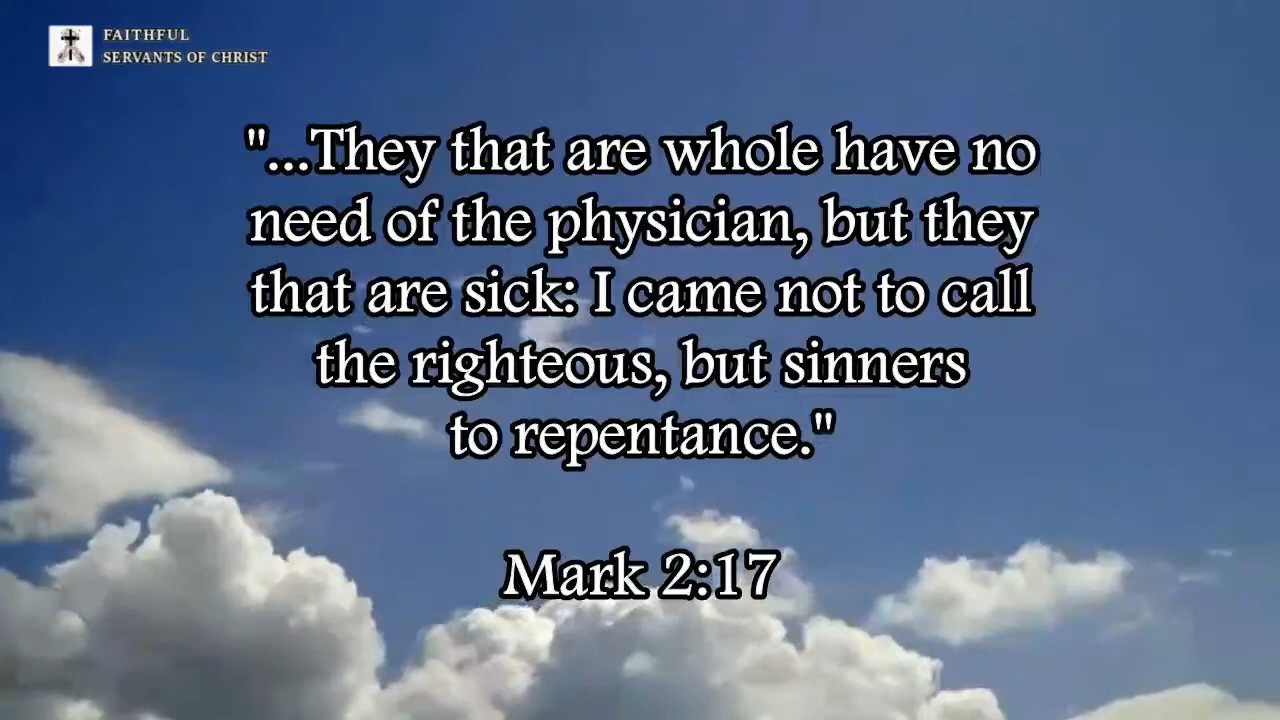 FAITHFUL
SERVANTS OF CHRIST
"...They that are whole have no
need of the physician, but they
that are sick: I came not to call
the righteous, but sinners
to repentance."
Mark 2:17